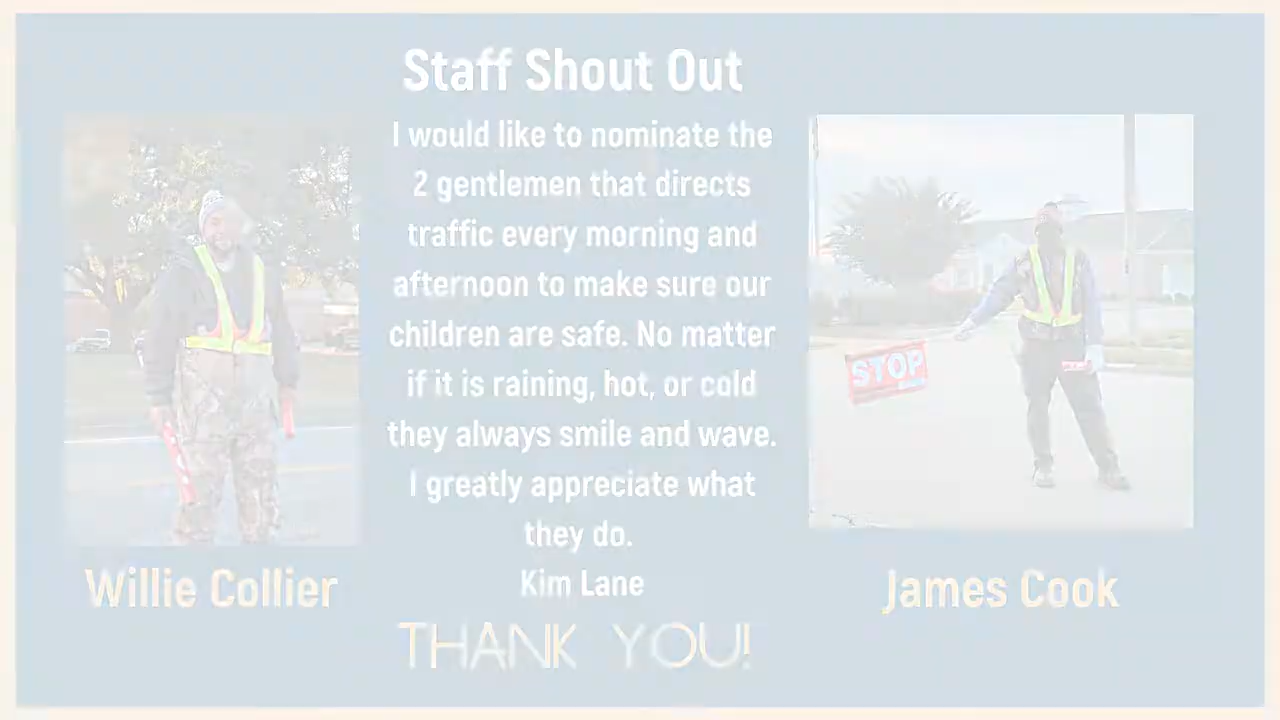 Staff Shout Out
I would like to nominate the
2 gentlemen that directs
traffic every morning and
afternoon to make sure our
children are safe. No matter
if it is raining, hot, or cold
they always smile and wave.
I greatly appreciate what
they do.
Kim Lane
THANK YOU!
Willie Collier
STOP
James Cook